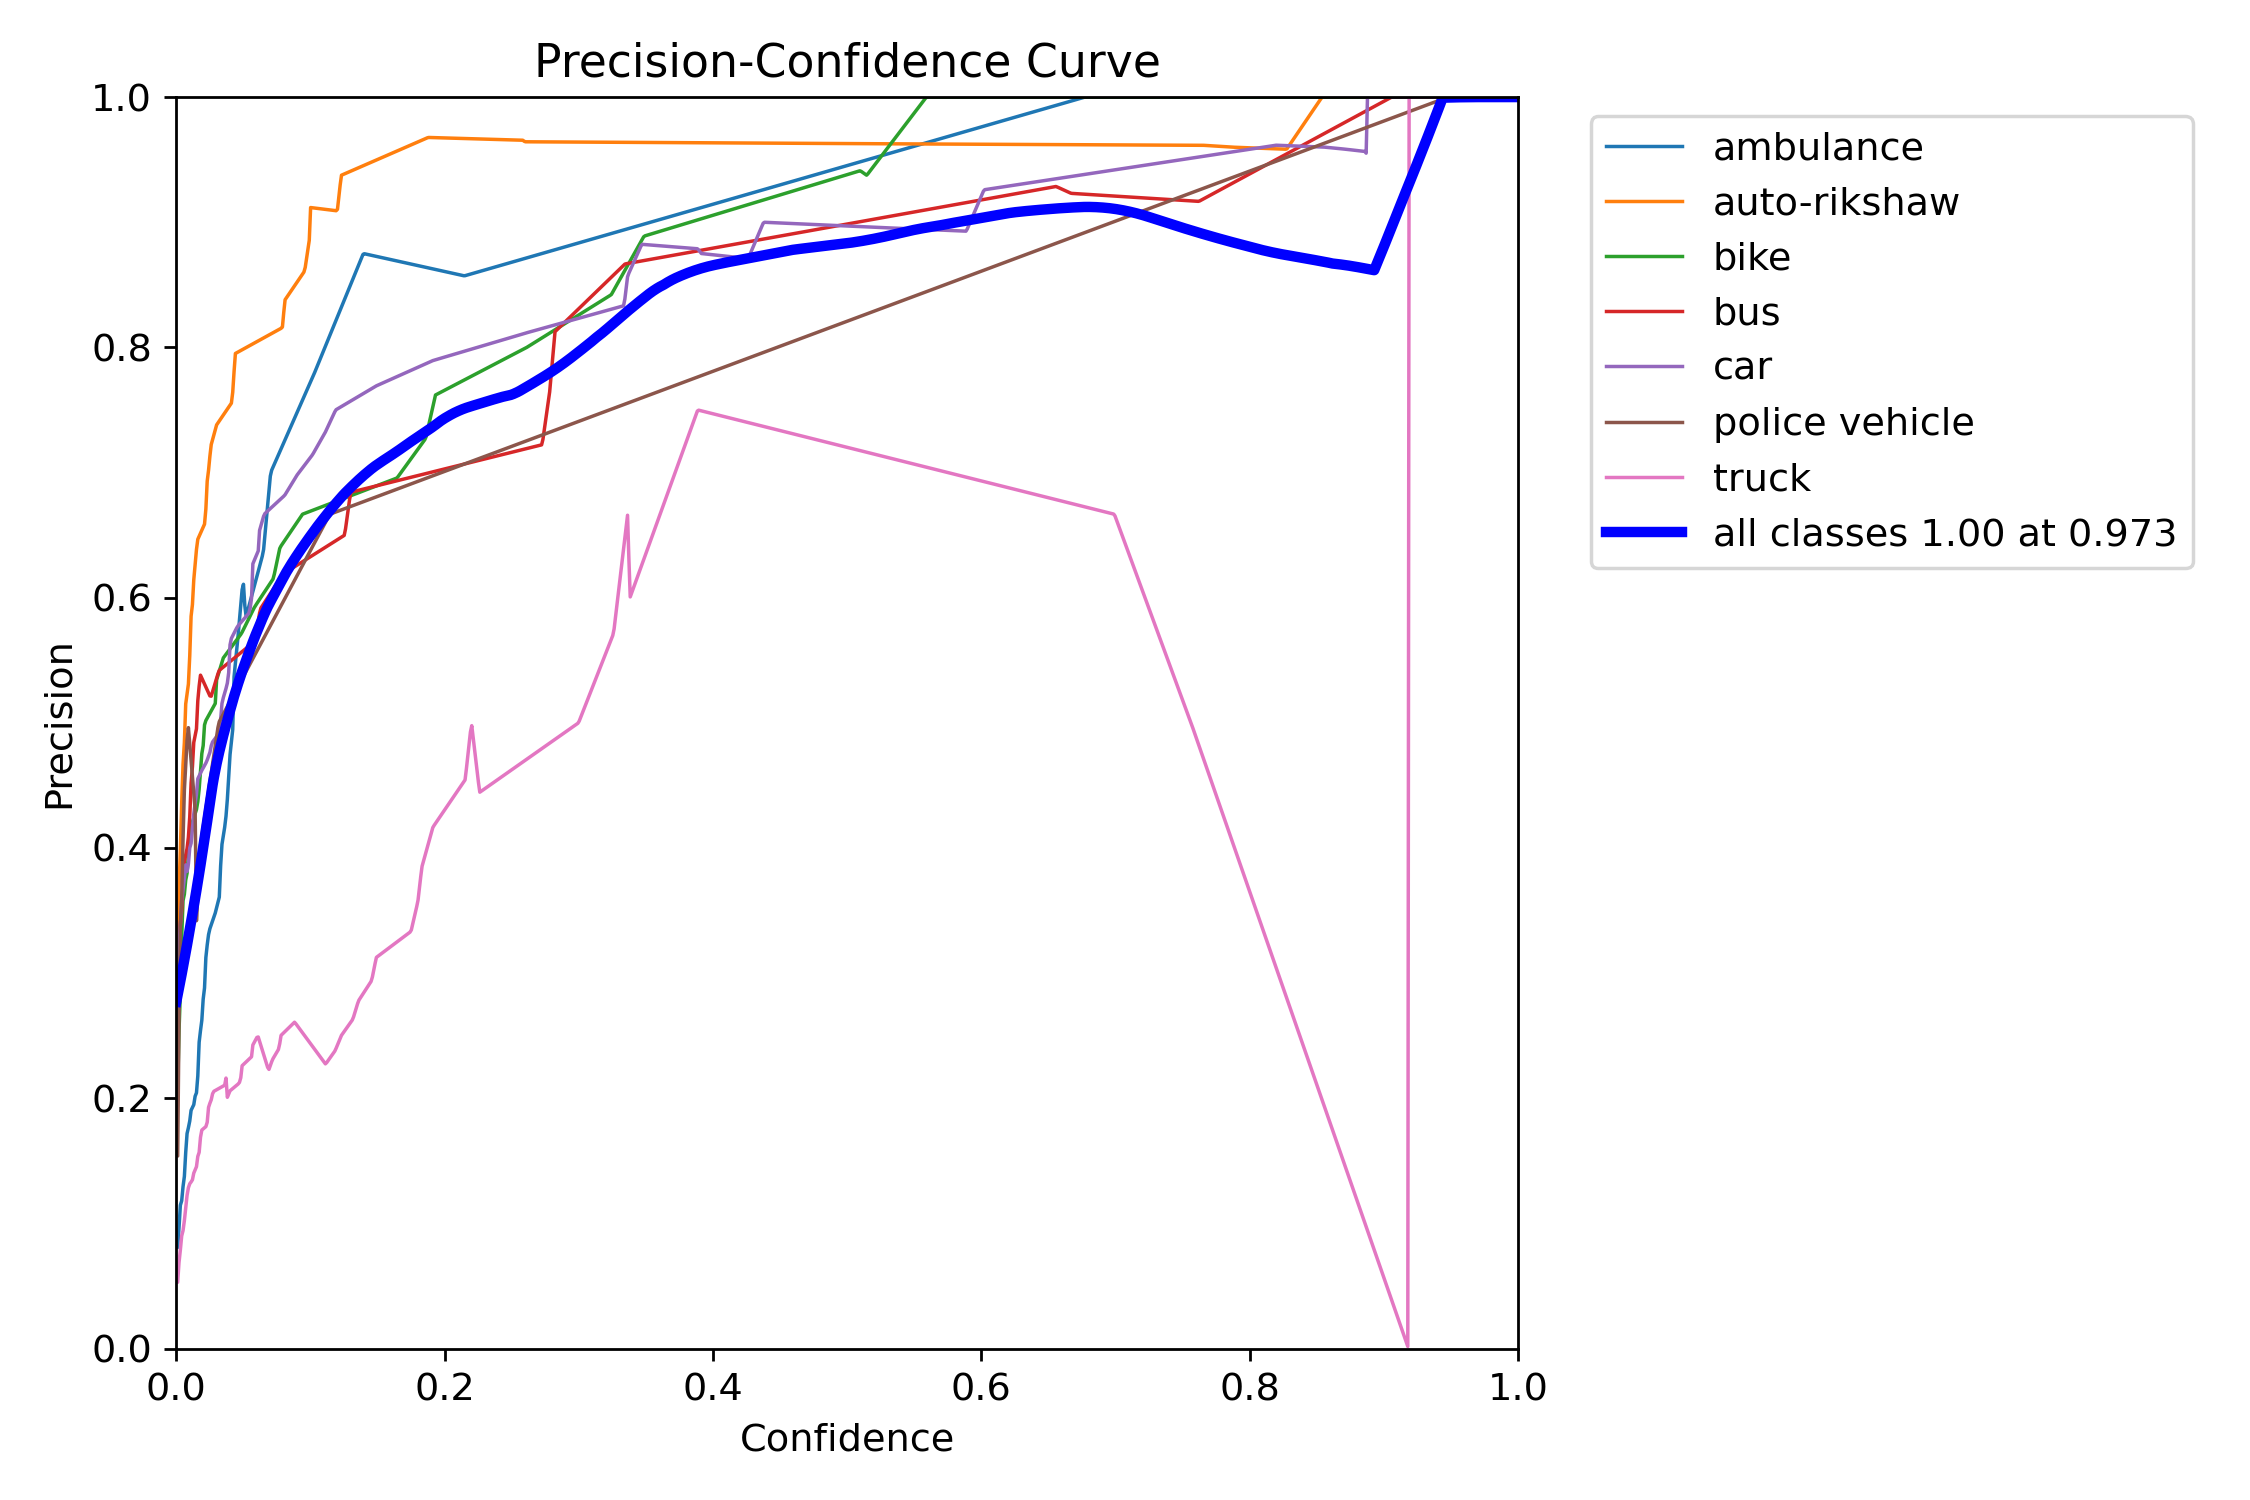 Precision-Confidence Curve
1.0
0.8
0.6
0.4
0.2
0.0
Precision
0.0 0.2 0.4 0.6 0.8 1.0
Confidence
ambulance
auto-rikshaw
bike
bus
car
police vehicle
truck
all classes 1.00 at 0.973